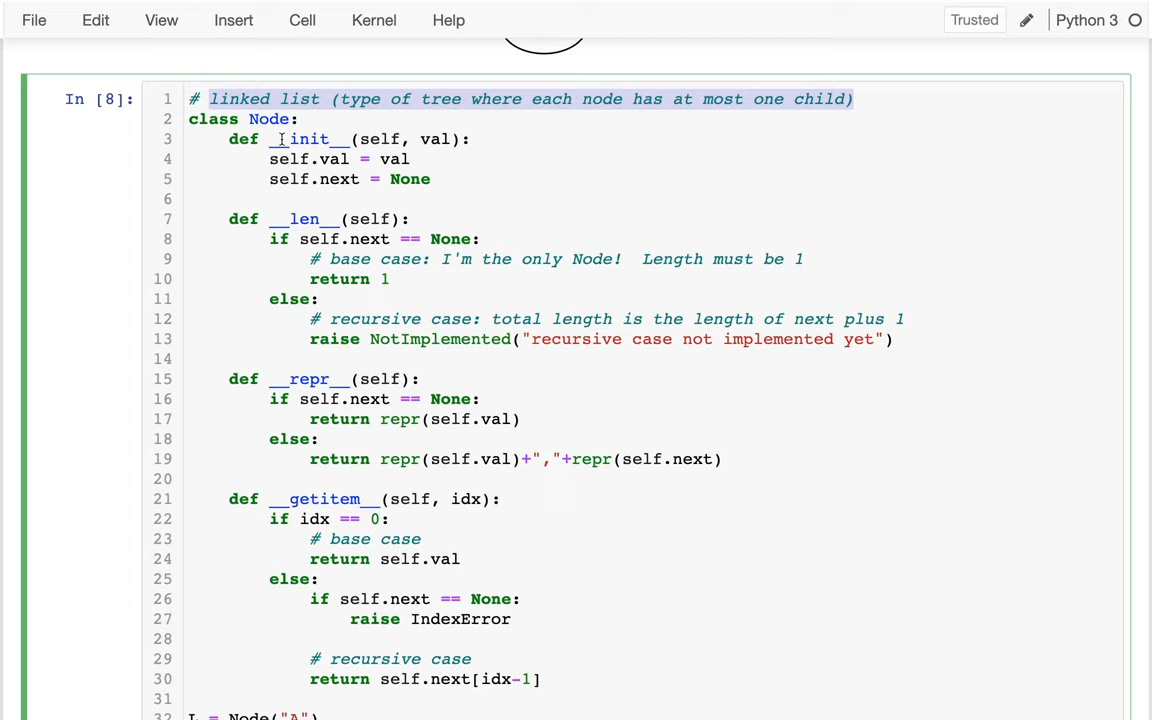 File Edit View Insert Cell Kernel Help Trusted Python 3
In [8]:
1 # linked list (type of tree where each node has at most one child)
2 class Node:
3     def __init__(self, val):
4         self.val = val
5         self.next = None
6
7     def __len__(self):
8         if self.next == None:
9             # base case: I'm the only Node!  Length must be 1
10             return 1
11         else:
12             # recursive case: total length is the length of next plus 1
13             raise NotImplemented("recursive case not implemented yet")
14
15     def __repr__(self):
16         if self.next == None:
17             return repr(self.val)
18         else:
19             return repr(self.val)+","+repr(self.next)
20
21     def __getitem__(self, idx):
22         if idx == 0:
23             # base case
24             return self.val
25         else:
26             if self.next == None:
27                 raise IndexError
28
29             # recursive case
30             return self.next[idx-1]
31
32 L = Node("A")